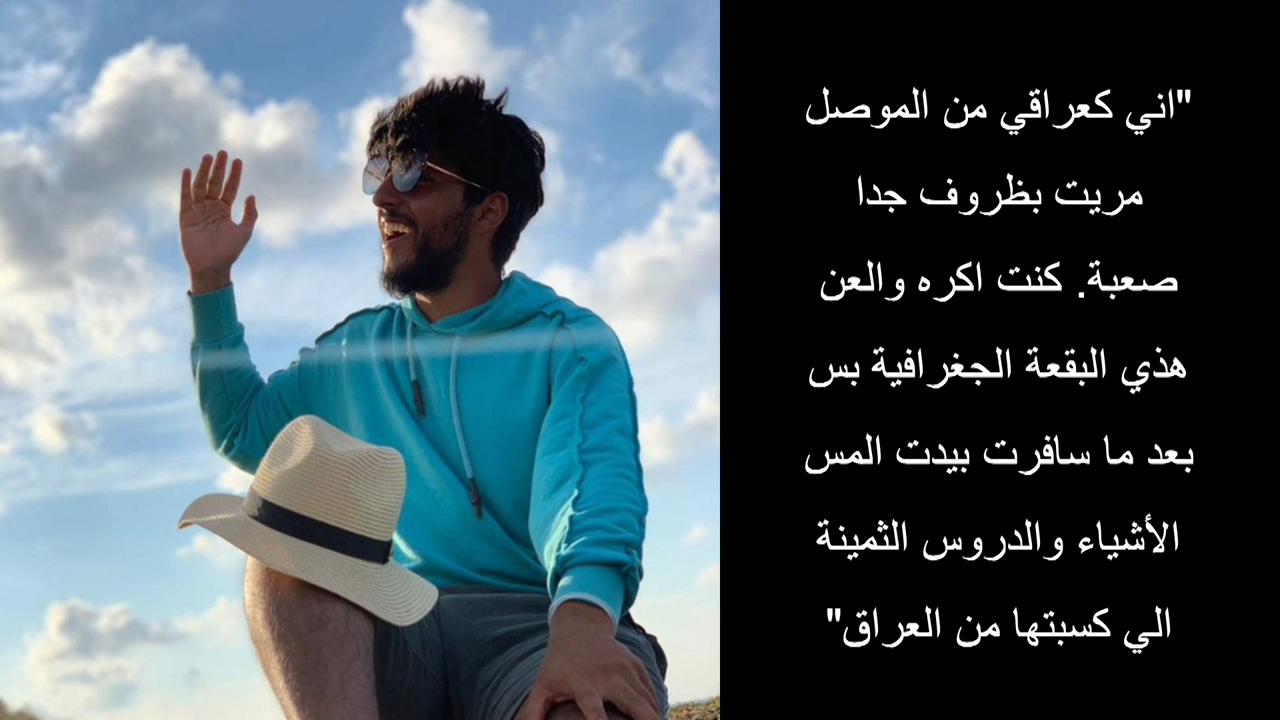 "اني كعراقي من الموصل
مريت بظروف جدا
صعبة. كنت اكره والعن
هذي البقعة الجغرافية بس
بعد ما سافرت بيدت المس
الأشياء والدروس الثمينة
الي كسبتها من العراق"